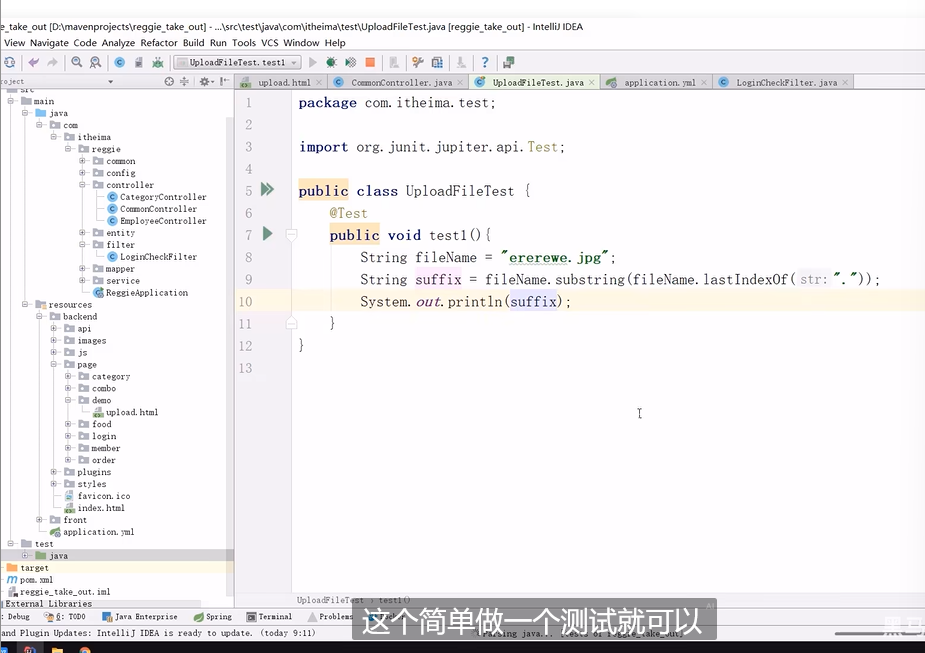 e_take_out [D:\mavenprojects\reggie_take_out] - ...\src\test\java\com\itheima\test\UploadFileTest.java [reggie_take_out] - IntelliJ IDEA
View Navigate Code Analyze Refactor Build Run Tools VCS Window Help
UploadFileTest.test1
roject
upload.html CommonController.java UploadFileTest.java application.yml LoginCheckFilter.java
src
main
java
com
itheima
reggie
common
config
controller
CategoryController
CommonController
EmployeeController
entity
filter
LoginCheckFilter
mapper
service
ReggieApplication
resources
backend
api
images
js
page
category
combo
demo
upload.html
food
login
member
order
plugins
styles
favicon.ico
index.html
front
application.yml
test
java
target
pom.xml
reggie_take_out.iml
External Libraries
1 package com.itheima.test;
2
3 import org.junit.jupiter.api.Test;
4
5 public class UploadFileTest {
6 @Test
7 public void test1(){
8 String fileName = "ererewe.jpg";
9 String suffix = fileName.substring(fileName.lastIndexOf( str: "."));
10 System.out.println(suffix);
11 }
12 }
13
UploadFileTest › test1()
: Debug 6: TODO Java Enterprise Spring Terminal Problems
and Plugin Updates: IntelliJ IDEA is ready to update. (today 9:11)
Parsing java...
这个简单做一个测试就可以